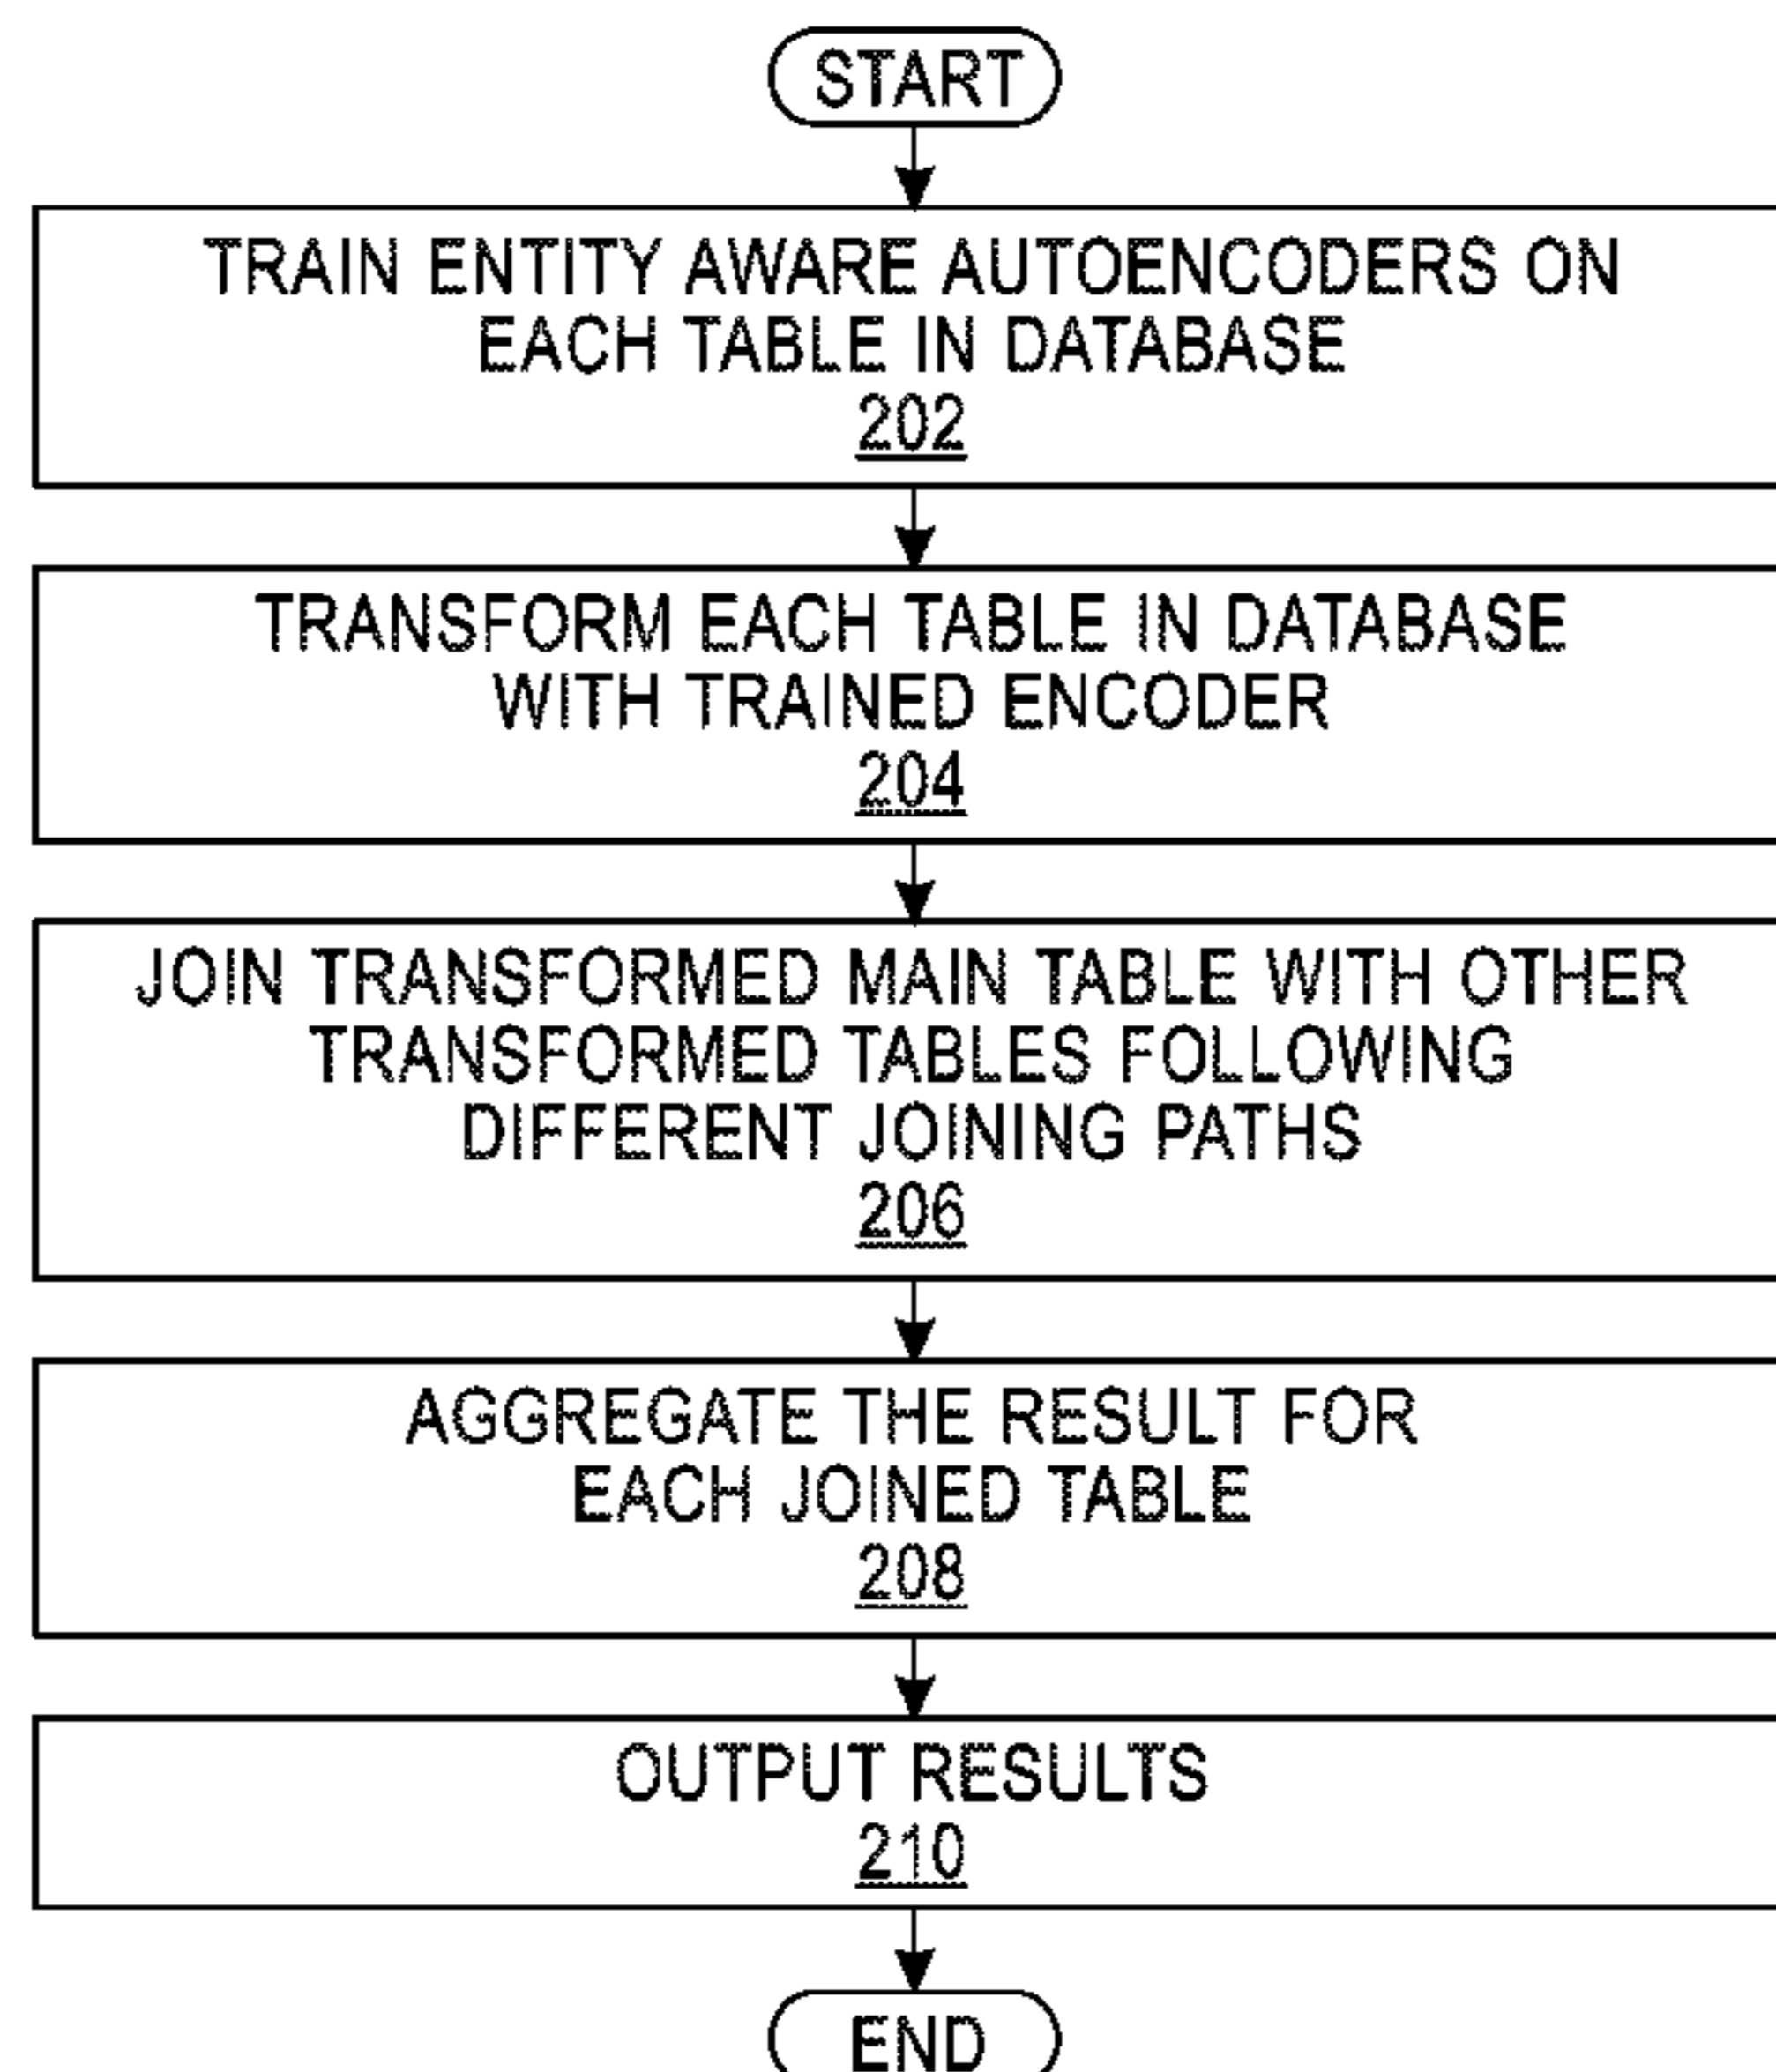 START
TRAIN ENTITY AWARE AUTOENCODERS ON
EACH TABLE IN DATABASE
202
TRANSFORM EACH TABLE IN DATABASE
WITH TRAINED ENCODER
204
JOIN TRANSFORMED MAIN TABLE WITH OTHER
TRANSFORMED TABLES FOLLOWING
DIFFERENT JOINING PATHS
206
AGGREGATE THE RESULT FOR
EACH JOINED TABLE
208
OUTPUT RESULTS
210
END